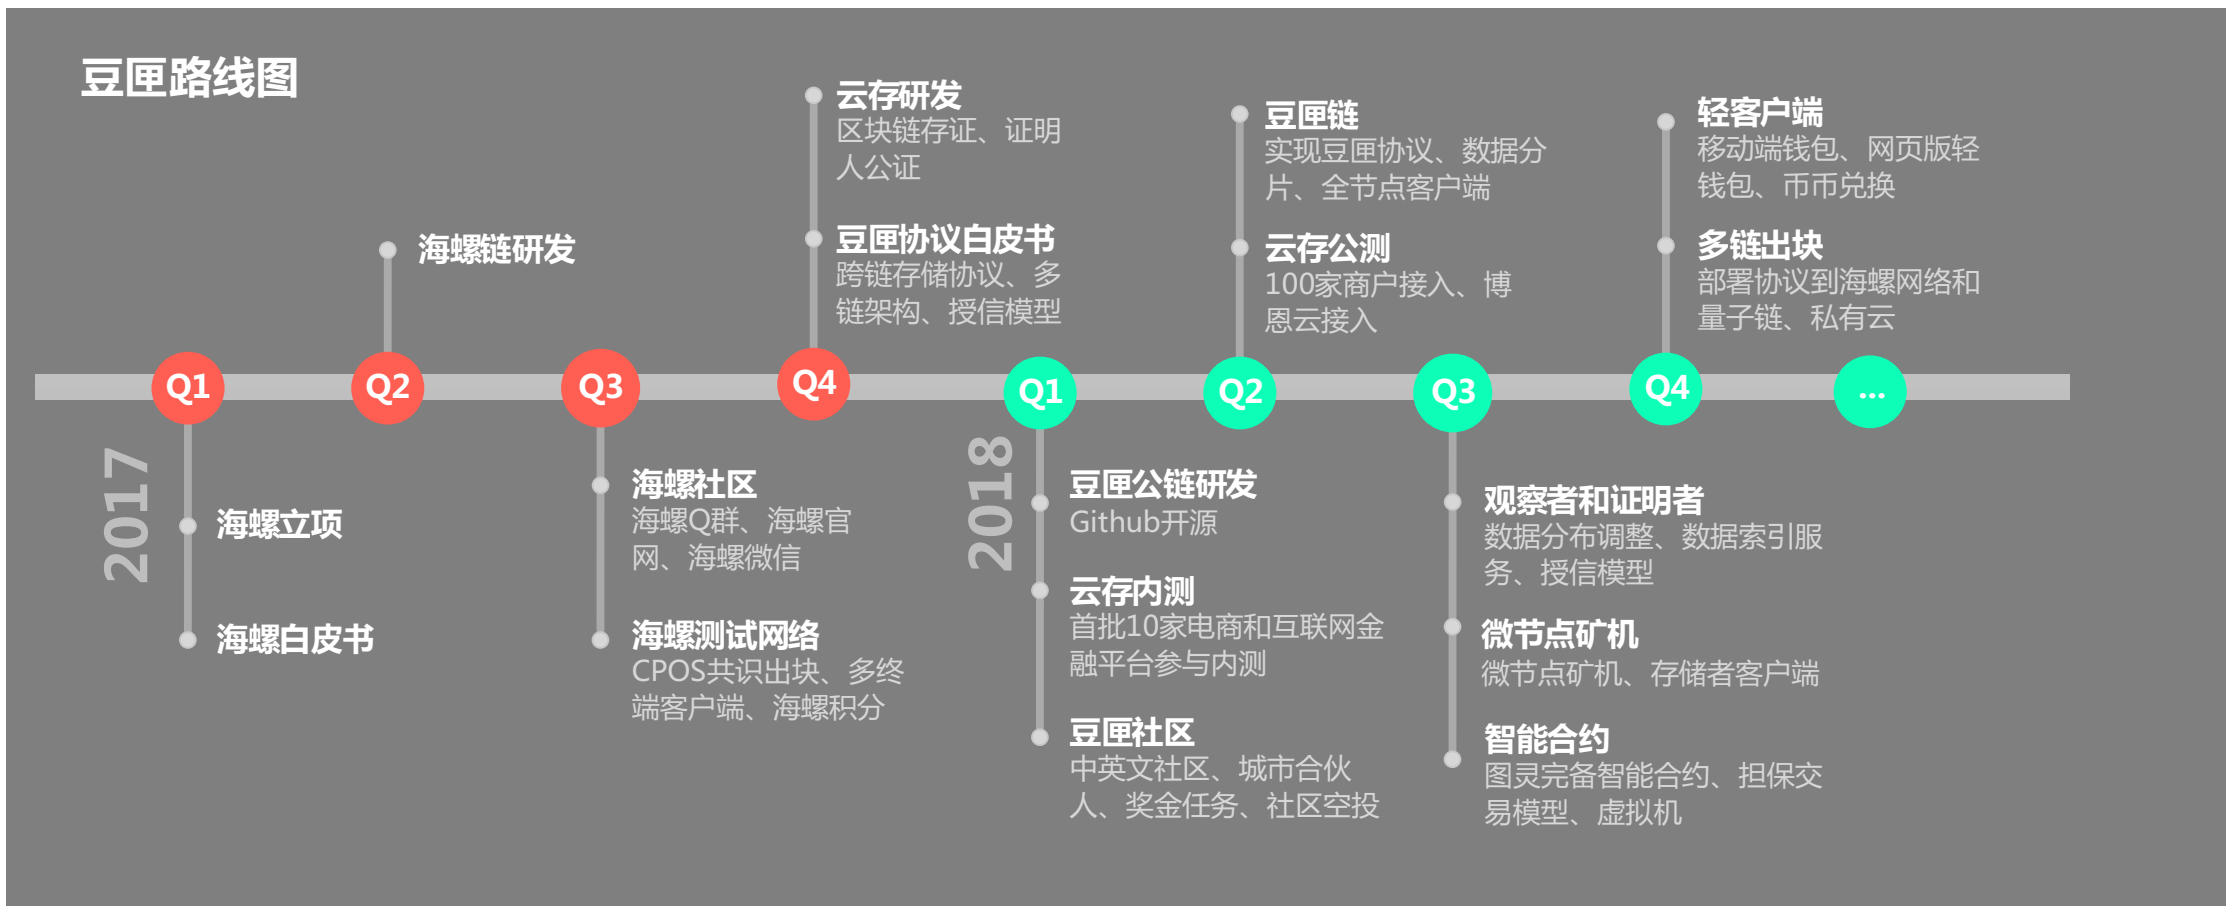 豆匣路线图
云存研发
区块链存证、证明
人公证
豆匣协议白皮书
跨链存储协议、多
链架构、授信模型
豆匣链
实现豆匣协议、数据分
片、全节点客户端
云存公测
100家商户接入、博
恩云接入
轻客户端
移动端钱包、网页版轻
钱包、币币兑换
多链出块
部署协议到海螺网络和
量子链、私有云
海螺链研发
Q1
Q2
Q3
Q4
Q1
Q2
Q3
Q4
...
2017
海螺立项
海螺白皮书
海螺社区
海螺Q群、海螺官
网、海螺微信
海螺测试网络
CPOS共识出块、多终
端客户端、海螺积分
2018
豆匣公链研发
Github开源
云存内测
首批10家电商和互联网金
融平台参与内测
豆匣社区
中英文社区、城市合伙
人、奖金任务、社区空投
观察者和证明者
数据分布调整、数据索引服
务、授信模型
微节点矿机
微节点矿机、存储者客户端
智能合约
图灵完备智能合约、担保交
易模型、虚拟机